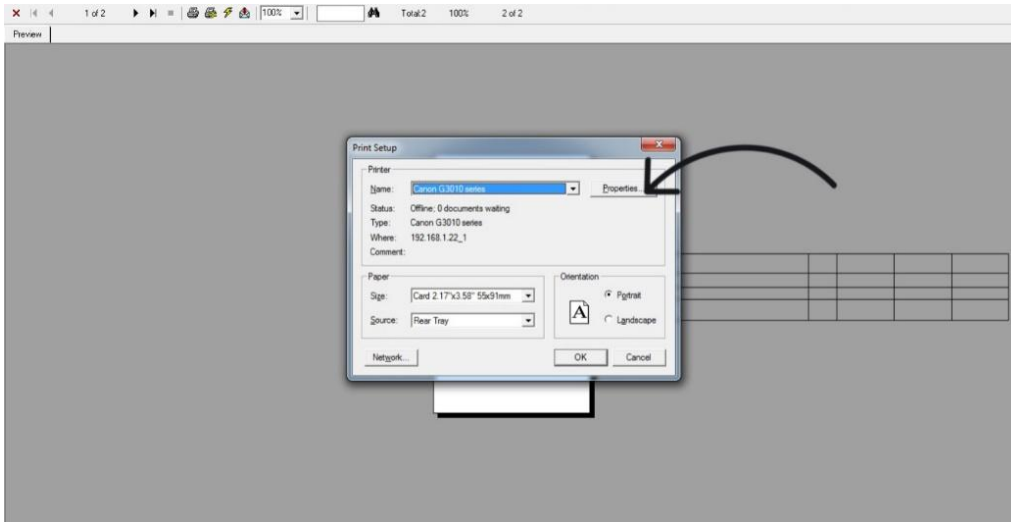 1 of 2 100% Total:2 100% 2 of 2
Preview
Print Setup
Printer
Name: Canon G3010 series Properties...
Status: Offline; 0 documents waiting
Type: Canon G3010 series
Where: 192.168.1.22_1
Comment:
Paper
Size: Card 2.17"x3.58" 55x91mm
Source: Rear Tray
Orientation
A
Portrait
Landscape
Network... OK Cancel